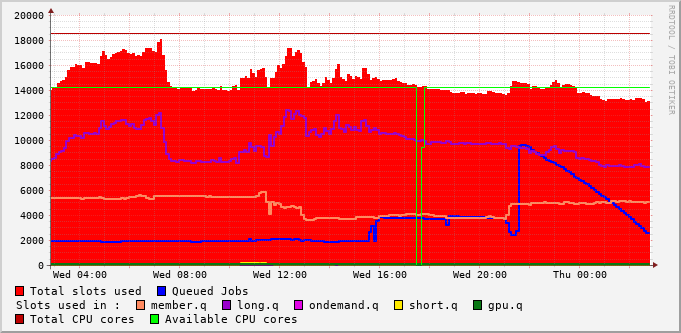 20000
18000
16000
14000
12000
10000
8000
6000
4000
2000
0
Wed 04:00 Wed 08:00 Wed 12:00 Wed 16:00 Wed 20:00 Thu 00:00
Total slots used Queued Jobs
Slots used in : member.q long.q ondemand.q short.q gpu.q
Total CPU cores Available CPU cores
RRDTOOL / TOBI OETIKER